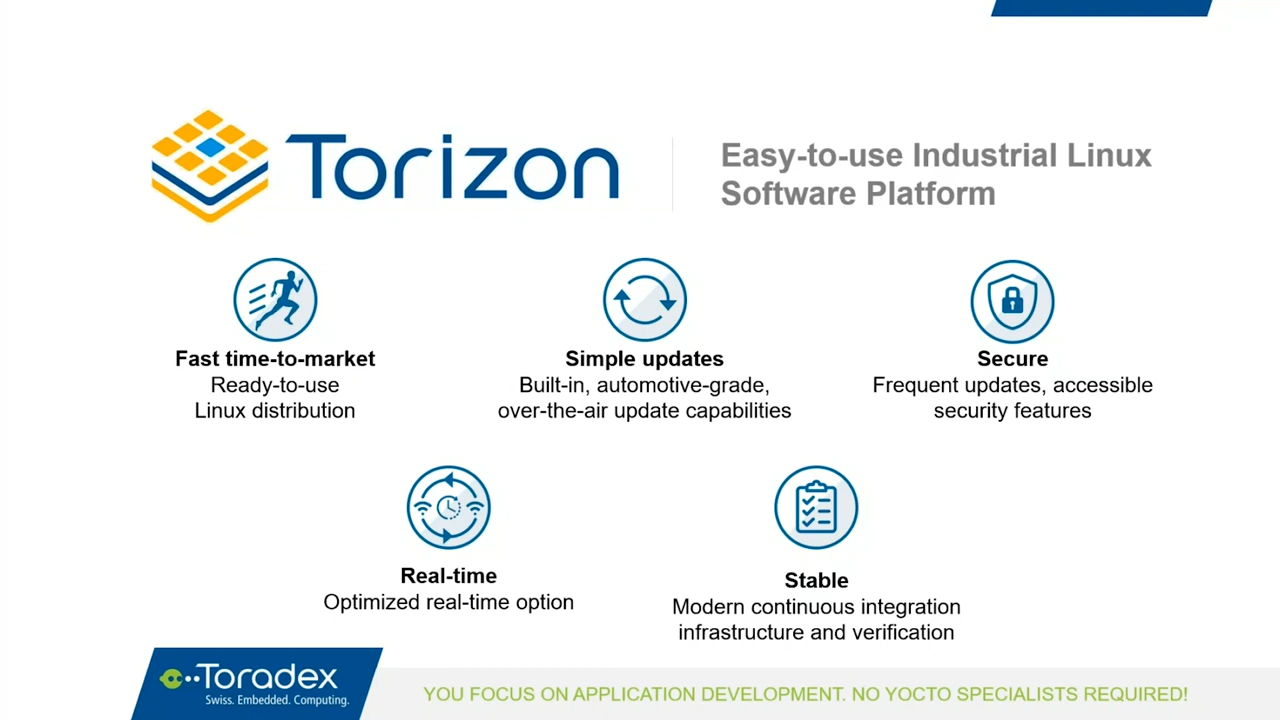 Torizon
Easy-to-use Industrial Linux
Software Platform
Fast time-to-market
Ready-to-use
Linux distribution
Simple updates
Built-in, automotive-grade,
over-the-air update capabilities
Secure
Frequent updates, accessible
security features
Real-time
Optimized real-time option
Stable
Modern continuous integration
infrastructure and verification
Toradex
Swiss. Embedded. Computing.
YOU FOCUS ON APPLICATION DEVELOPMENT. NO YOCTO SPECIALISTS REQUIRED!